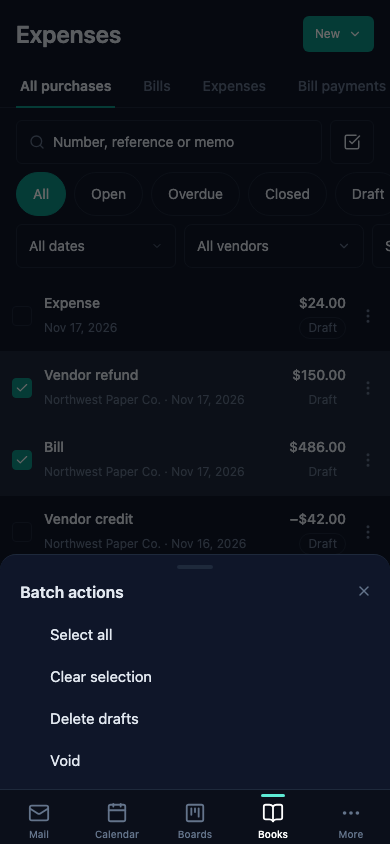 Expenses
New
All purchases
Bills
Expenses
Bill payments
Number, reference or memo
All
Open
Overdue
Closed
Draft
All dates
All vendors
S
Expense
$24.00
Nov 17, 2026
Draft
Vendor refund
$150.00
Northwest Paper Co. · Nov 17, 2026
Draft
Bill
$486.00
Northwest Paper Co. · Nov 17, 2026
Draft
Vendor credit
−$42.00
Northwest Paper Co. · Nov 16, 2026
Draft
Batch actions
Select all
Clear selection
Delete drafts
Void
Mail
Calendar
Boards
Books
More